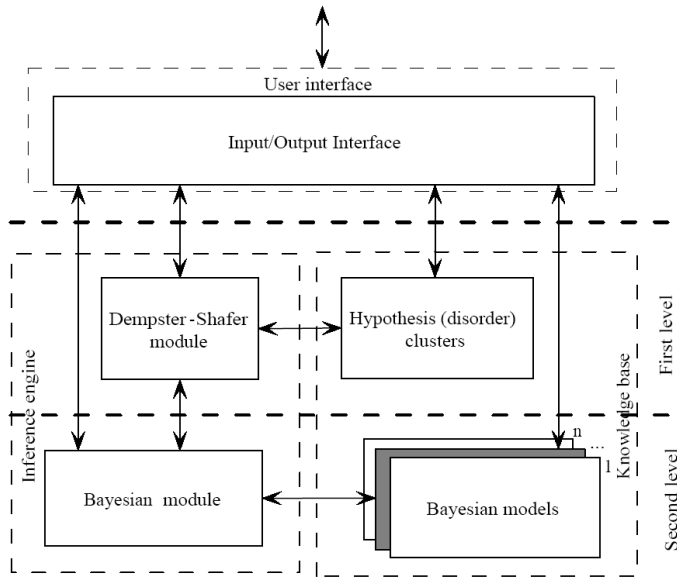 User interface
Input/Output Interface
Dempster-Shafer
module
Hypothesis (disorder)
clusters
First level
Inference engine
Knowledge base
n
...
1
Bayesian module
Bayesian models
Second level